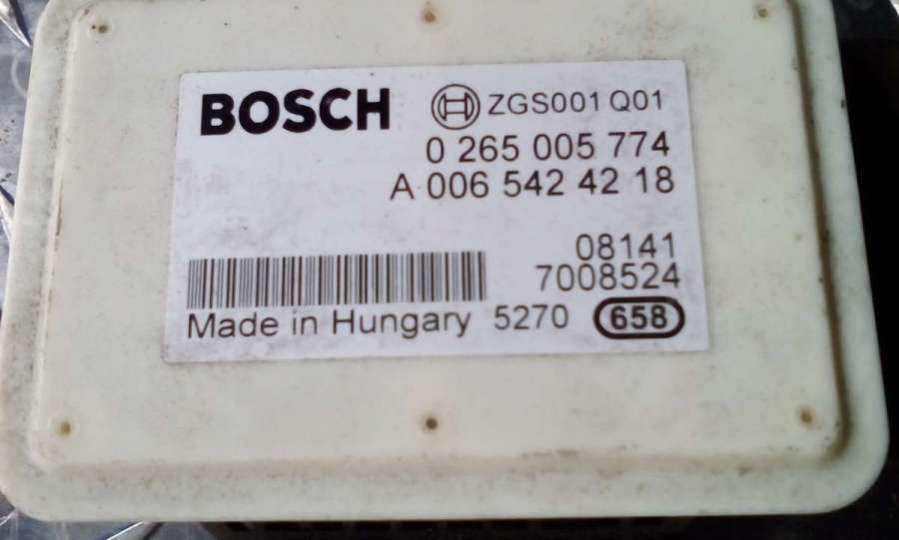 BOSCH ZGS001 Q01
0 265 005 774
A 006 542 42 18
08141
7008524
Made in Hungary 5270 658